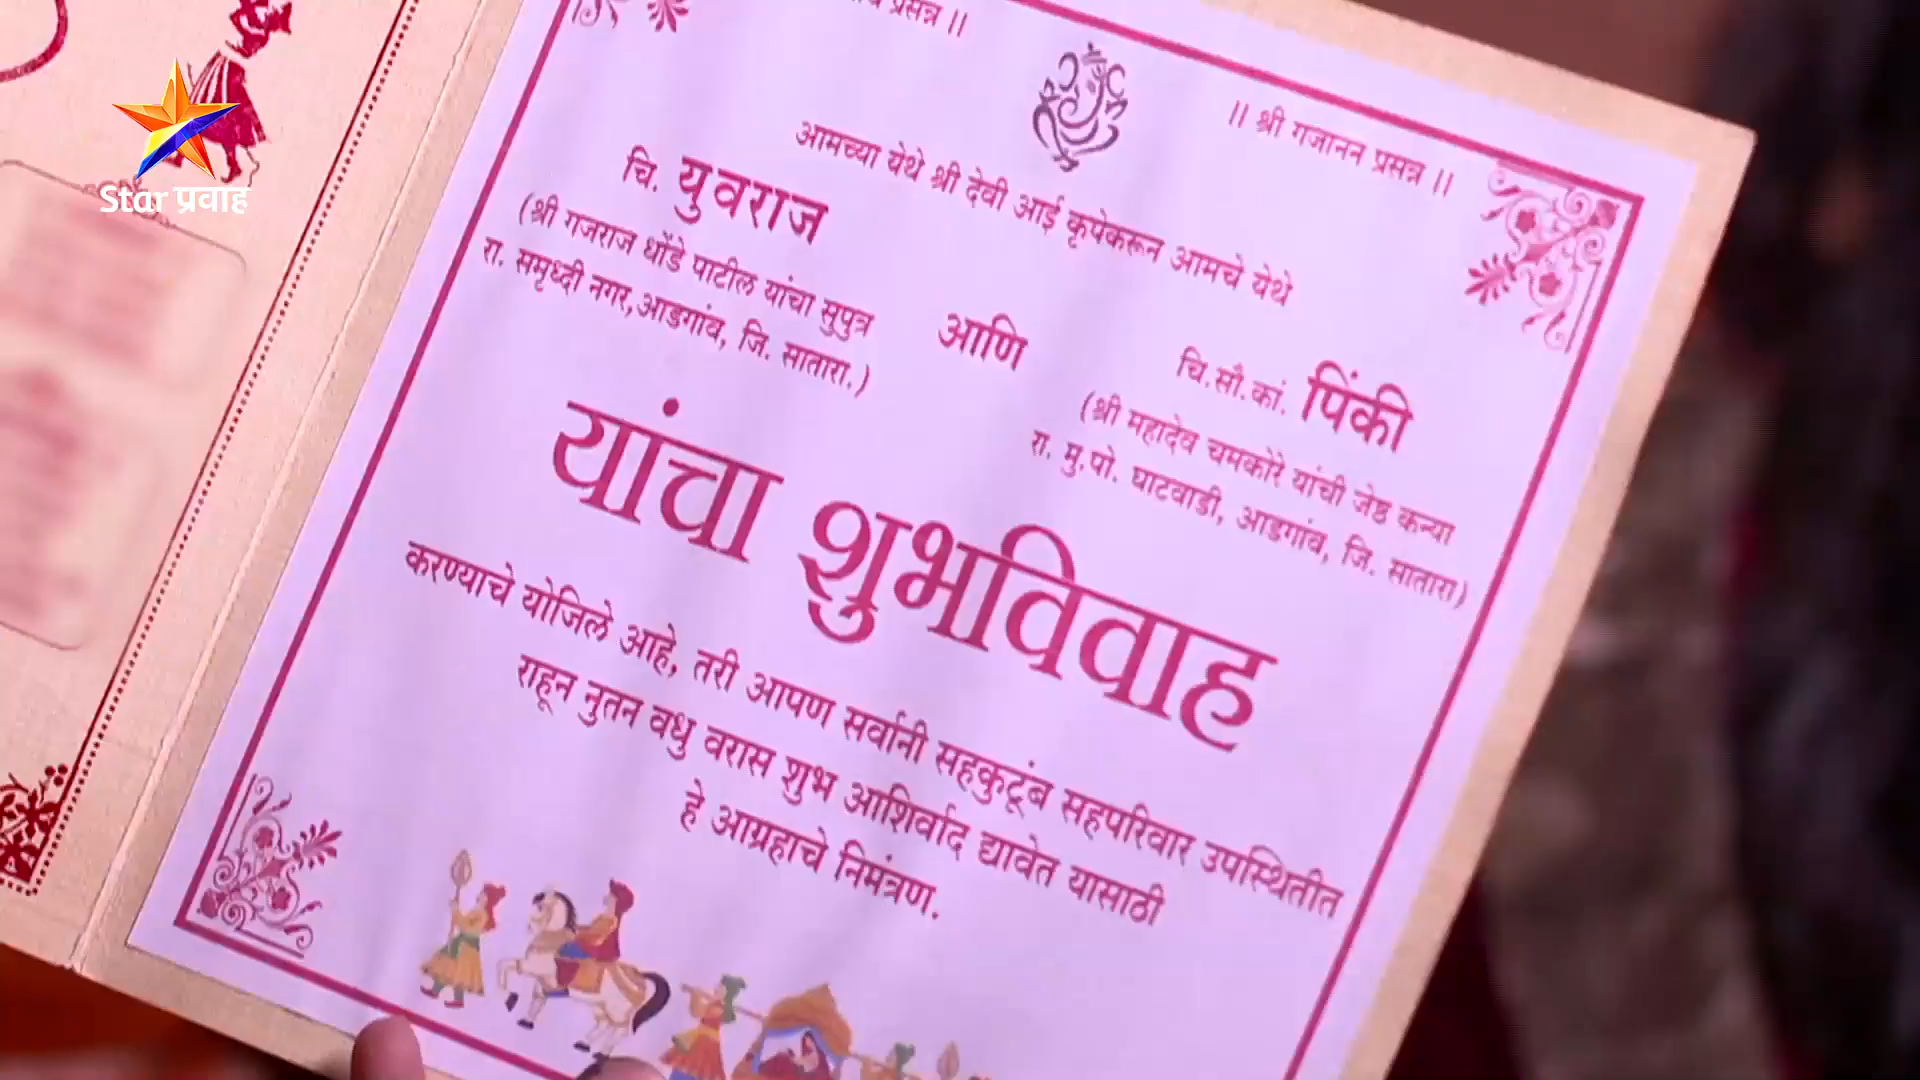 प्रसन्न ||
|| श्री गजानन प्रसन्न ||
Star प्रवाह
आमच्या येथे श्री देवी आई कृपेकरून आमचे येथे
चि. युवराज
(श्री गजराज धोंडे पाटील यांचा सुपुत्र
रा. समृध्दी नगर,आडगांव, जि. सातारा.)
आणि
चि.सौ.कां. पिंकी
(श्री महादेव चमकोरे यांची जेष्ठ कन्या
रा. मु.पो. घाटवाडी, आडगांव, जि. सातारा)
यांचा शुभविवाह
करण्याचे योजिले आहे, तरी आपण सर्वानी सहकुटूंब सहपरिवार उपस्थितीत
राहून नुतन वधु वरास शुभ आशिर्वाद द्यावेत यासाठी
हे आग्रहाचे निमंत्रण.